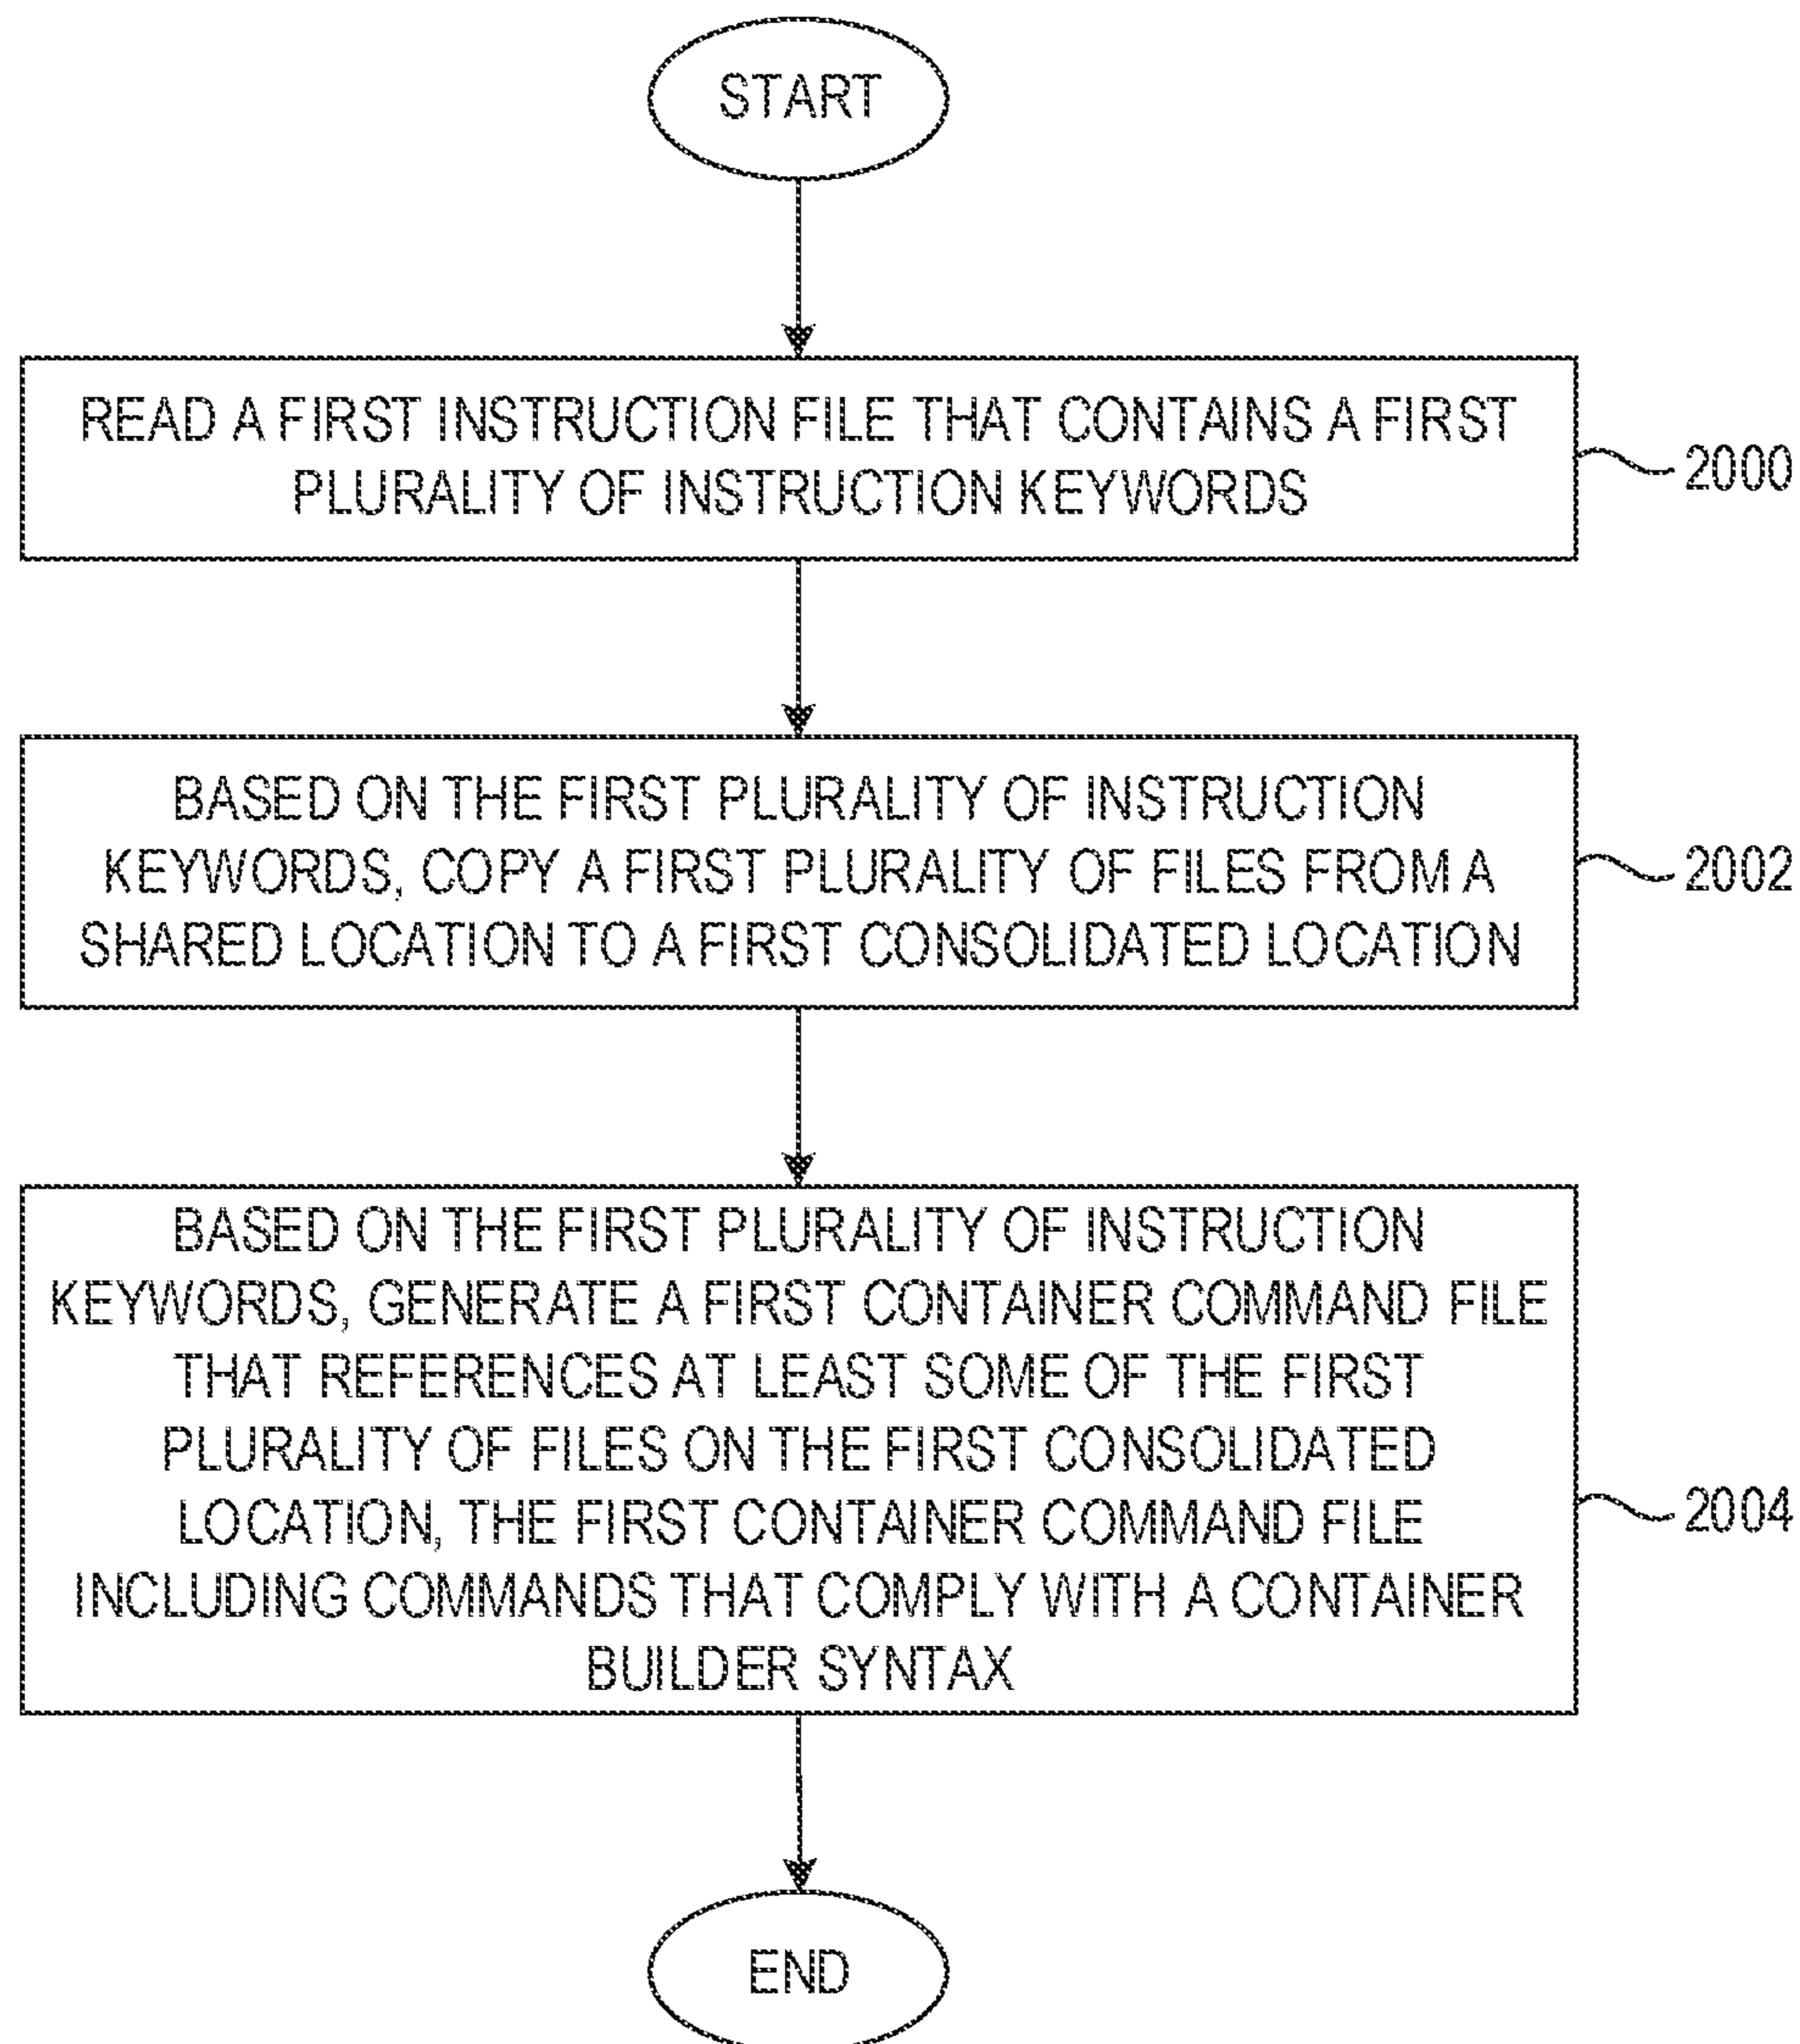 START
READ A FIRST INSTRUCTION FILE THAT CONTAINS A FIRST
PLURALITY OF INSTRUCTION KEYWORDS
2000
BASED ON THE FIRST PLURALITY OF INSTRUCTION
KEYWORDS, COPY A FIRST PLURALITY OF FILES FROM A
SHARED LOCATION TO A FIRST CONSOLIDATED LOCATION
2002
BASED ON THE FIRST PLURALITY OF INSTRUCTION
KEYWORDS, GENERATE A FIRST CONTAINER COMMAND FILE
THAT REFERENCES AT LEAST SOME OF THE FIRST
PLURALITY OF FILES ON THE FIRST CONSOLIDATED
LOCATION, THE FIRST CONTAINER COMMAND FILE
INCLUDING COMMANDS THAT COMPLY WITH A CONTAINER
BUILDER SYNTAX
2004
END